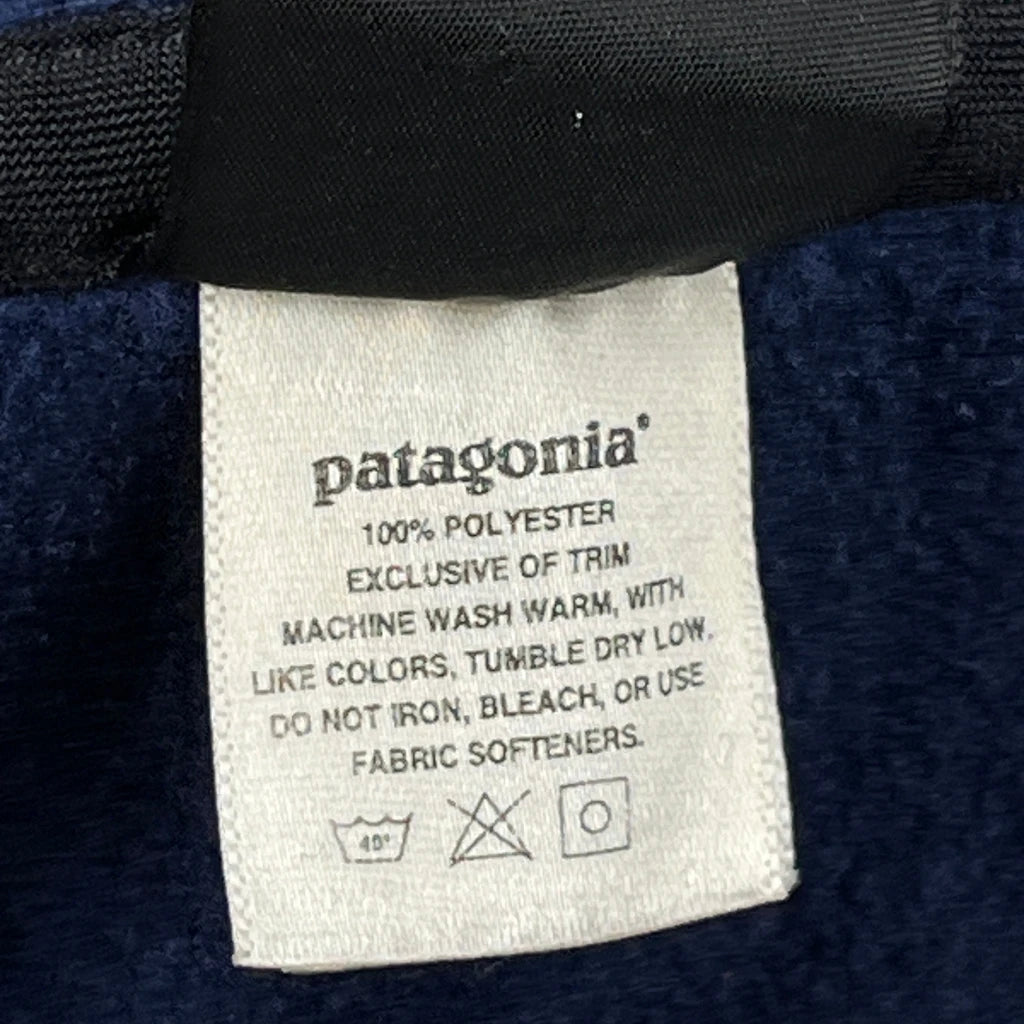 patagonia®
100% POLYESTER
EXCLUSIVE OF TRIM
MACHINE WASH WARM, WITH
LIKE COLORS, TUMBLE DRY LOW.
DO NOT IRON, BLEACH, OR USE
FABRIC SOFTENERS.
40°